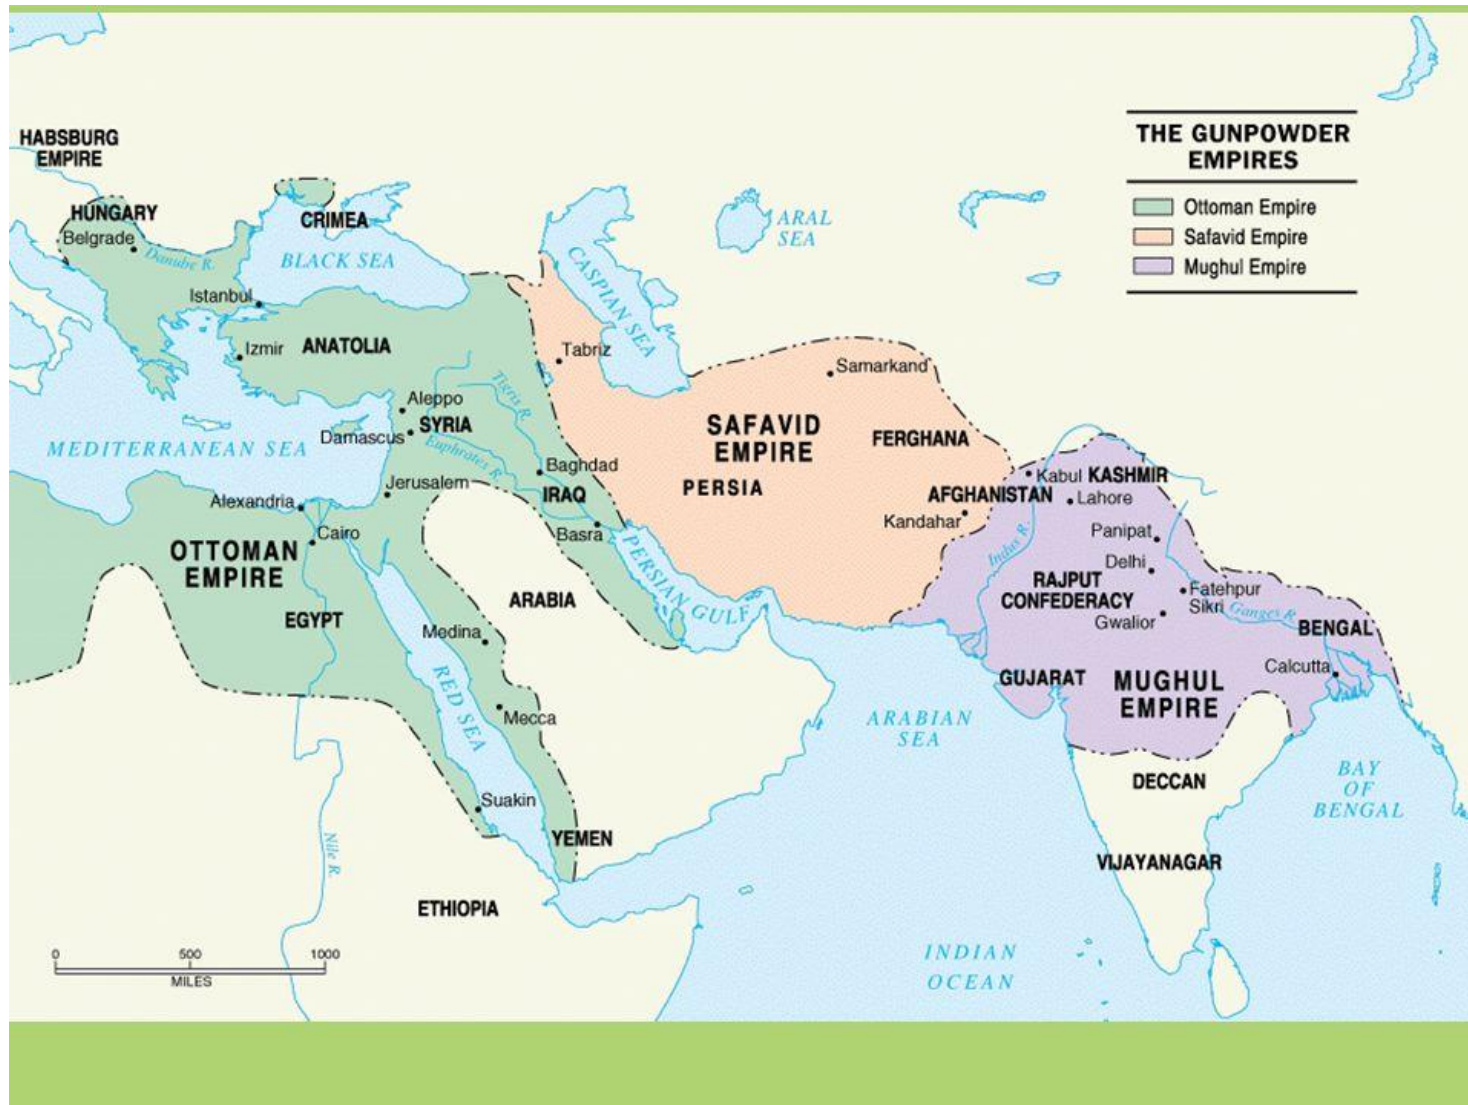 HABSBURG
EMPIRE
THE GUNPOWDER
EMPIRES
Ottoman Empire
Safavid Empire
Mughul Empire
HUNGARY
Belgrade
Danube R.
CRIMEA
BLACK SEA
ARAL
SEA
CASPIAN SEA
Istanbul
Izmir
ANATOLIA
Tabriz
Samarkand
Tigris R.
Aleppo
SYRIA
Damascus
Euphrates R.
MEDITERRANEAN SEA
SAFAVID
EMPIRE
FERGHANA
PERSIA
Baghdad
IRAQ
Jerusalem
Alexandria
Cairo
Basra
Kabul
KASHMIR
AFGHANISTAN
Lahore
Kandahar
Panipat
Indus R.
Delhi
OTTOMAN
EMPIRE
PERSIAN GULF
RAJPUT
CONFEDERACY
Fatehpur
Sikri
Ganges R.
Gwalior
ARABIA
EGYPT
Medina
BENGAL
Calcutta
GUJARAT
MUGHUL
EMPIRE
RED SEA
Mecca
ARABIAN
SEA
DECCAN
BAY
OF
BENGAL
Suakin
YEMEN
Nile R.
VIJAYANAGAR
ETHIOPIA
INDIAN
OCEAN
0 500 1000
MILES